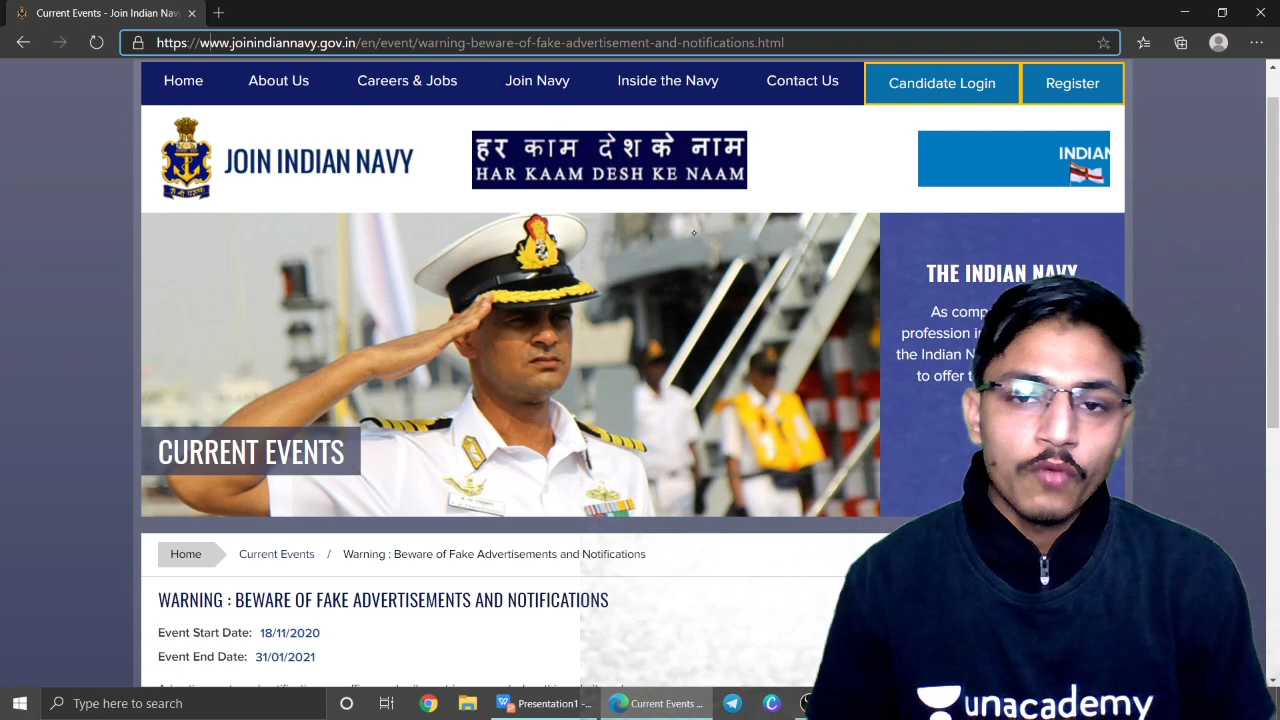 Current Events - Join Indian Nav
https://www.joinindiannavy.gov.in/en/event/warning-beware-of-fake-advertisement-and-notifications.html
Home About Us Careers & Jobs Join Navy Inside the Navy Contact Us Candidate Login Register
JOIN INDIAN NAVY
हर काम देश के नाम
HAR KAAM DESH KE NAAM
INDIAN
THE INDIAN NAVY
As comp
profession i
the Indian N
to offer t
CURRENT EVENTS
Home Current Events / Warning : Beware of Fake Advertisements and Notifications
WARNING : BEWARE OF FAKE ADVERTISEMENTS AND NOTIFICATIONS
Event Start Date: 18/11/2020
Event End Date: 31/01/2021
Type here to search
Presentation1 -...
Current Events ...
unacademy